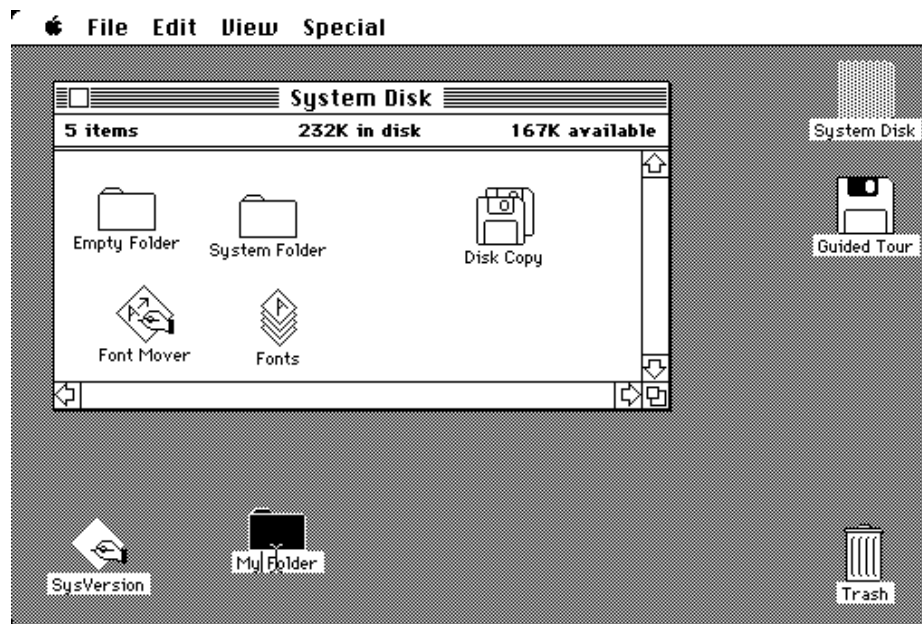 File Edit View Special
System Disk
5 items 232K in disk 167K available
Empty Folder
System Folder
Disk Copy
Font Mover
Fonts
System Disk
Guided Tour
SysVersion
My Folder
Trash